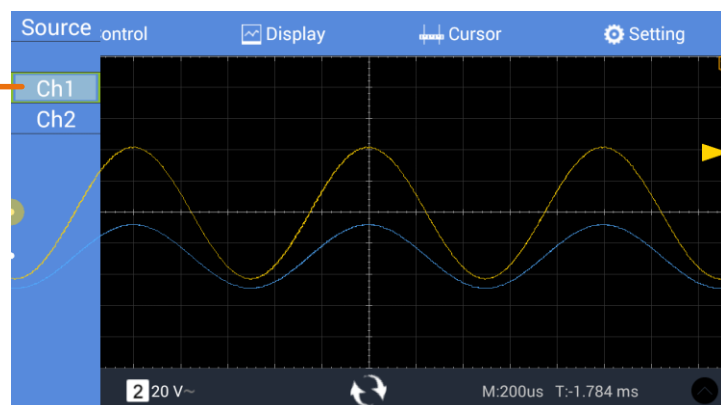 Source ontrol Display Cursor Setting
Ch1
Ch2
2 20 V~ M:200us T:-1.784 ms